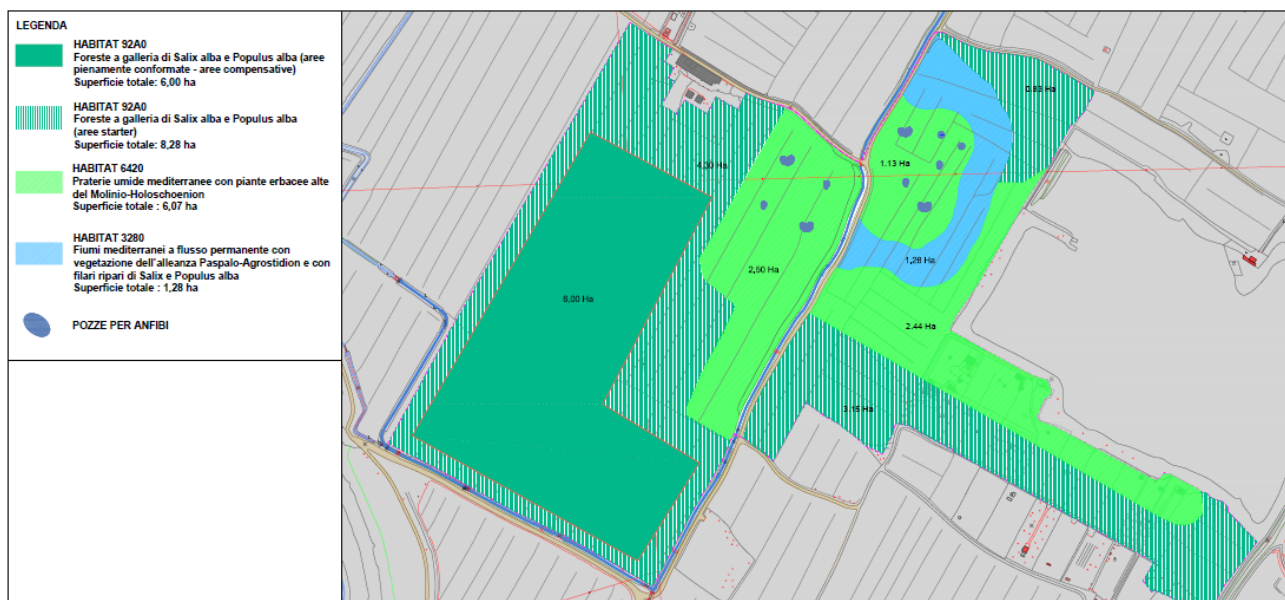 LEGENDA
HABITAT 92A0
Foreste a galleria di Salix alba e Populus alba (aree
pienamente conformate - aree compensative)
Superficie totale: 6,00 ha
HABITAT 92A0
Foreste a galleria di Salix alba e Populus alba
(aree starter)
Superficie totale: 8,28 ha
HABITAT 6420
Praterie umide mediterranee con piante erbacee alte
del Molinio-Holoschoenion
Superficie totale : 6,07 ha
HABITAT 3280
Fiumi mediterranei a flusso permanente con
vegetazione dell'alleanza Paspalo-Agrostidion e con
filari ripari di Salix e Populus alba
Superficie totale : 1,28 ha
POZZE PER ANFIBI
0.83 Ha
4,30 Ha
1.13 Ha
1,28 Ha
2,50 Ha
6,00 Ha
2.44 Ha
3.15 Ha